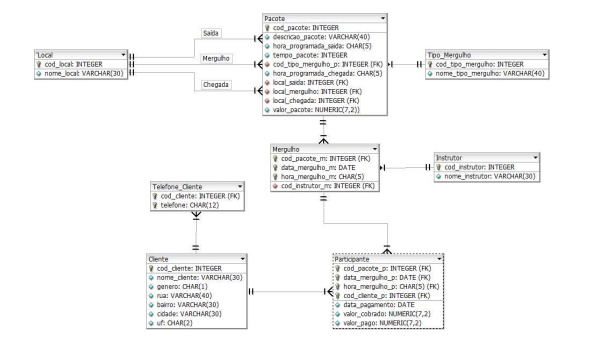 Pacote
cod_pacote: INTEGER
descricao_pacote: VARCHAR(40)
hora_programada_saida: CHAR(5)
tempo_pacote: INTEGER
cod_tipo_mergulho_p: INTEGER (FK)
hora_programada_chegada: CHAR(5)
local_saida: INTEGER (FK)
local_mergulho: INTEGER (FK)
local_chegada: INTEGER (FK)
valor_pacote: NUMERIC(7,2))
Saída
Mergulho
Chegada
'Local
cod_local: INTEGER
nome_local: VARCHAR(30)
Tipo_Mergulho
cod_tipo_mergulho: INTEGER
nome_tipo_mergulho: VARCHAR(40)
Mergulho
cod_pacote_m: INTEGER (FK)
data_mergulho_m: DATE
hora_mergulho_m: CHAR(5)
cod_instrutor_m: INTEGER (FK)
Instrutor
cod_instrutor: INTEGER
nome_instrutor: VARCHAR(30)
Telefone_Cliente
cod_cliente: INTEGER (FK)
telefone: CHAR(12)
Cliente
cod_cliente: INTEGER
nome_cliente: VARCHAR(30)
genero: CHAR(1)
rua: VARCHAR(40)
bairro: VARCHAR(30)
cidade: VARCHAR(30)
uf: CHAR(2)
Participante
cod_pacote_p: INTEGER (FK)
data_mergulho_p: DATE (FK)
hora_mergulho_p: CHAR(5) (FK)
cod_cliente_p: INTEGER (FK)
data_pagamento: DATE
valor_cobrado: NUMERIC(7,2)
valor_pago: NUMERIC(7,2)